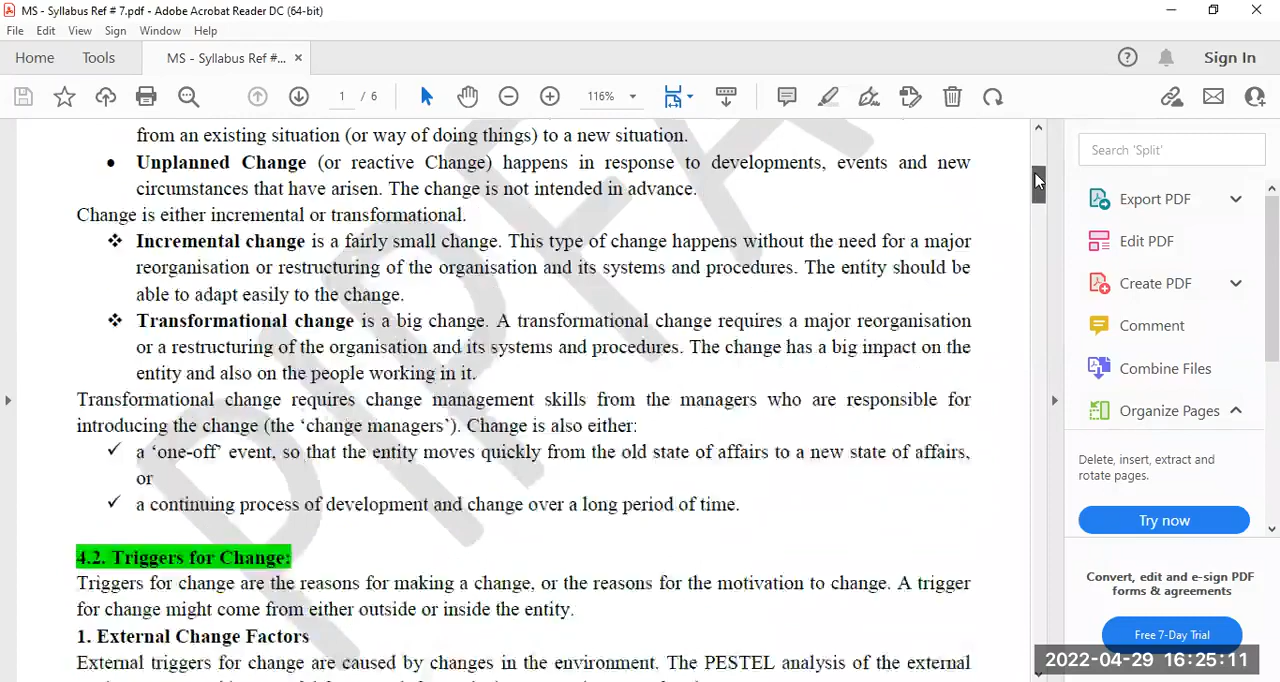 MS - Syllabus Ref # 7.pdf - Adobe Acrobat Reader DC (64-bit)
File Edit View Sign Window Help
Home Tools MS - Syllabus Ref #... × Sign In
1 / 6 116%
from an existing situation (or way of doing things) to a new situation.
• Unplanned Change (or reactive Change) happens in response to developments, events and new
circumstances that have arisen. The change is not intended in advance.
Change is either incremental or transformational.
❖ Incremental change is a fairly small change. This type of change happens without the need for a major
reorganisation or restructuring of the organisation and its systems and procedures. The entity should be
able to adapt easily to the change.
❖ Transformational change is a big change. A transformational change requires a major reorganisation
or a restructuring of the organisation and its systems and procedures. The change has a big impact on the
entity and also on the people working in it.
Transformational change requires change management skills from the managers who are responsible for
introducing the change (the ‘change managers’). Change is also either:
✓ a ‘one-off’ event, so that the entity moves quickly from the old state of affairs to a new state of affairs,
or
✓ a continuing process of development and change over a long period of time.
4.2. Triggers for Change:
Triggers for change are the reasons for making a change, or the reasons for the motivation to change. A trigger
for change might come from either outside or inside the entity.
1. External Change Factors
External triggers for change are caused by changes in the environment. The PESTEL analysis of the external
PIPFA
Search 'Split'
Export PDF
Edit PDF
Create PDF
Comment
Combine Files
Organize Pages
Delete, insert, extract and
rotate pages.
Try now
Convert, edit and e-sign PDF
forms & agreements
Free 7-Day Trial
2022-04-29 16:25:11